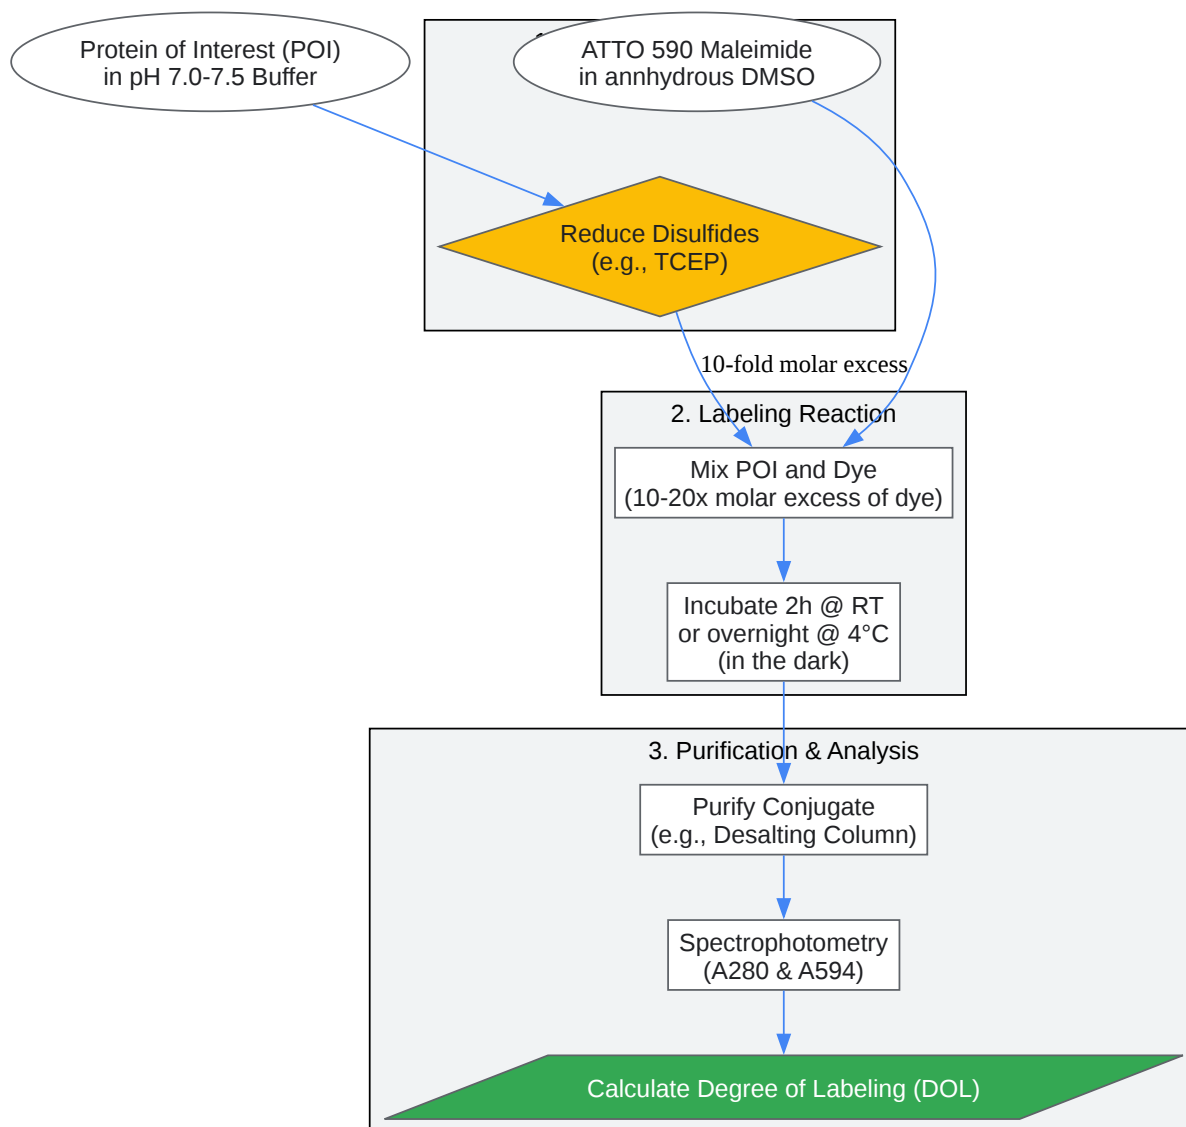 Protein of Interest (POI)
in pH 7.0-7.5 Buffer
ATTO 590 Maleimide
in annhydrous DMSO
Reduce Disulfides
(e.g., TCEP)
10-fold molar excess
2. Labeling Reaction
Mix POI and Dye
(10-20x molar excess of dye)
Incubate 2h @ RT
or overnight @ 4°C
(in the dark)
3. Purification & Analysis
Purify Conjugate
(e.g., Desalting Column)
Spectrophotometry
(A280 & A594)
Calculate Degree of Labeling (DOL)